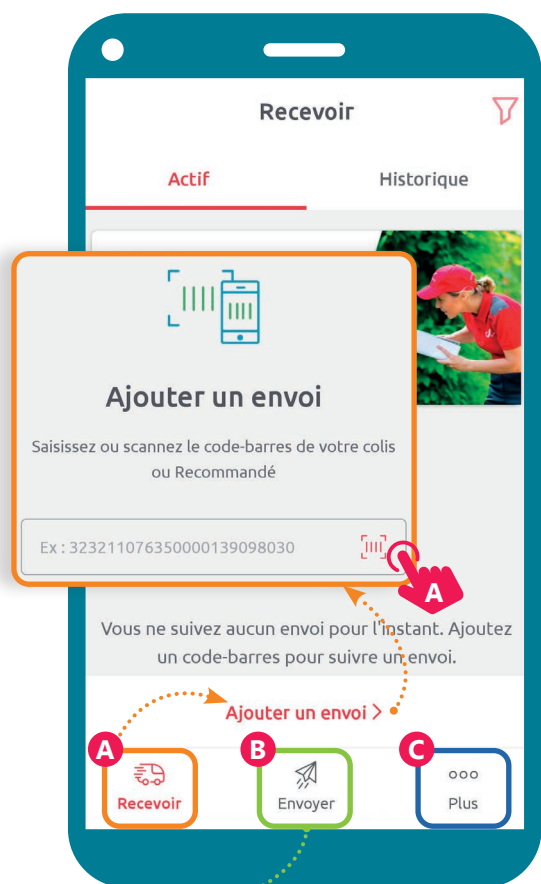 Recevoir
Actif
Historique
Ajouter un envoi
Saisissez ou scannez le code-barres de votre colis
ou Recommandé
Ex : 323211076350000139098030
A
Vous ne suivez aucun envoi pour l'instant. Ajoutez
un code-barres pour suivre un envoi.
Ajouter un envoi >
A
B
C
Recevoir
Envoyer
Plus